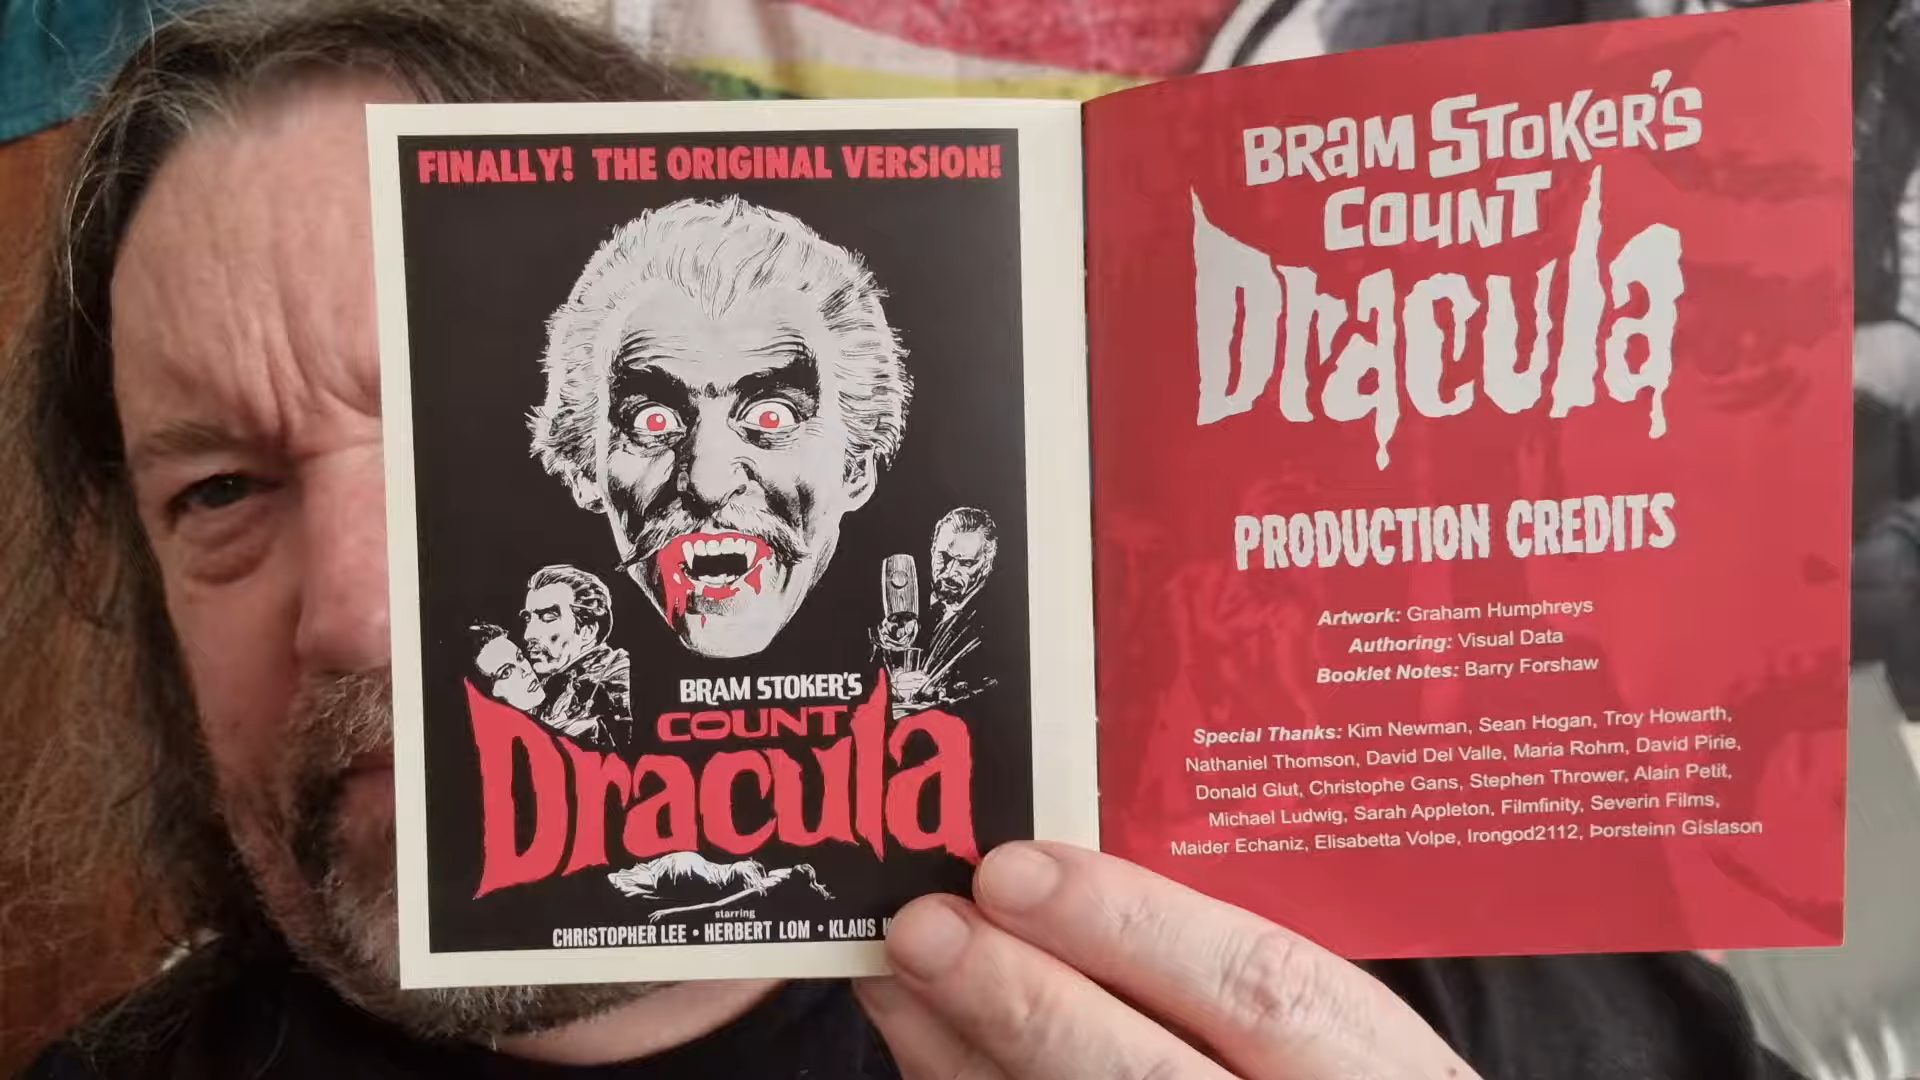 FINALLY! THE ORIGINAL VERSION!
BRAM STOKER'S
COUNT
Dracula
starring
CHRISTOPHER LEE • HERBERT LOM • KLAUS
BRaM SToKeR'S
COUNT
Dracula
PRODUCTION CREDITS
Artwork: Graham Humphreys
Authoring: Visual Data
Booklet Notes: Barry Forshaw
Special Thanks: Kim Newman, Sean Hogan, Troy Howarth,
Nathaniel Thomson, David Del Valle, Maria Rohm, David Pirie,
Donald Glut, Christophe Gans, Stephen Thrower, Alain Petit,
Michael Ludwig, Sarah Appleton, Filmfinity, Severin Films,
Maider Echaniz, Elisabetta Volpe, Irongod2112, Þorsteinn Gíslason